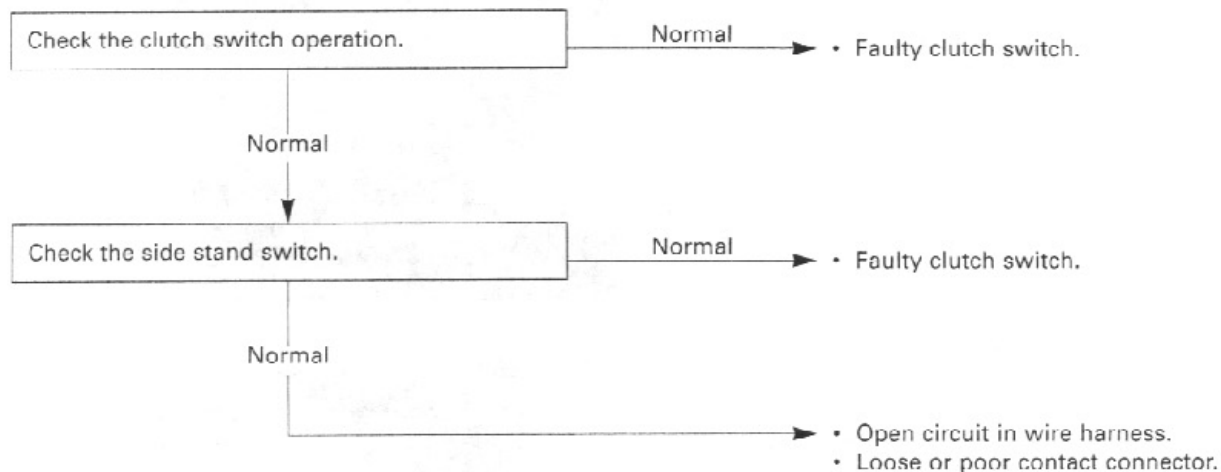 Check the clutch switch operation.
Normal
• Faulty clutch switch.
Normal
Check the side stand switch.
Normal
• Faulty clutch switch.
Normal
• Open circuit in wire harness.
• Loose or poor contact connector.